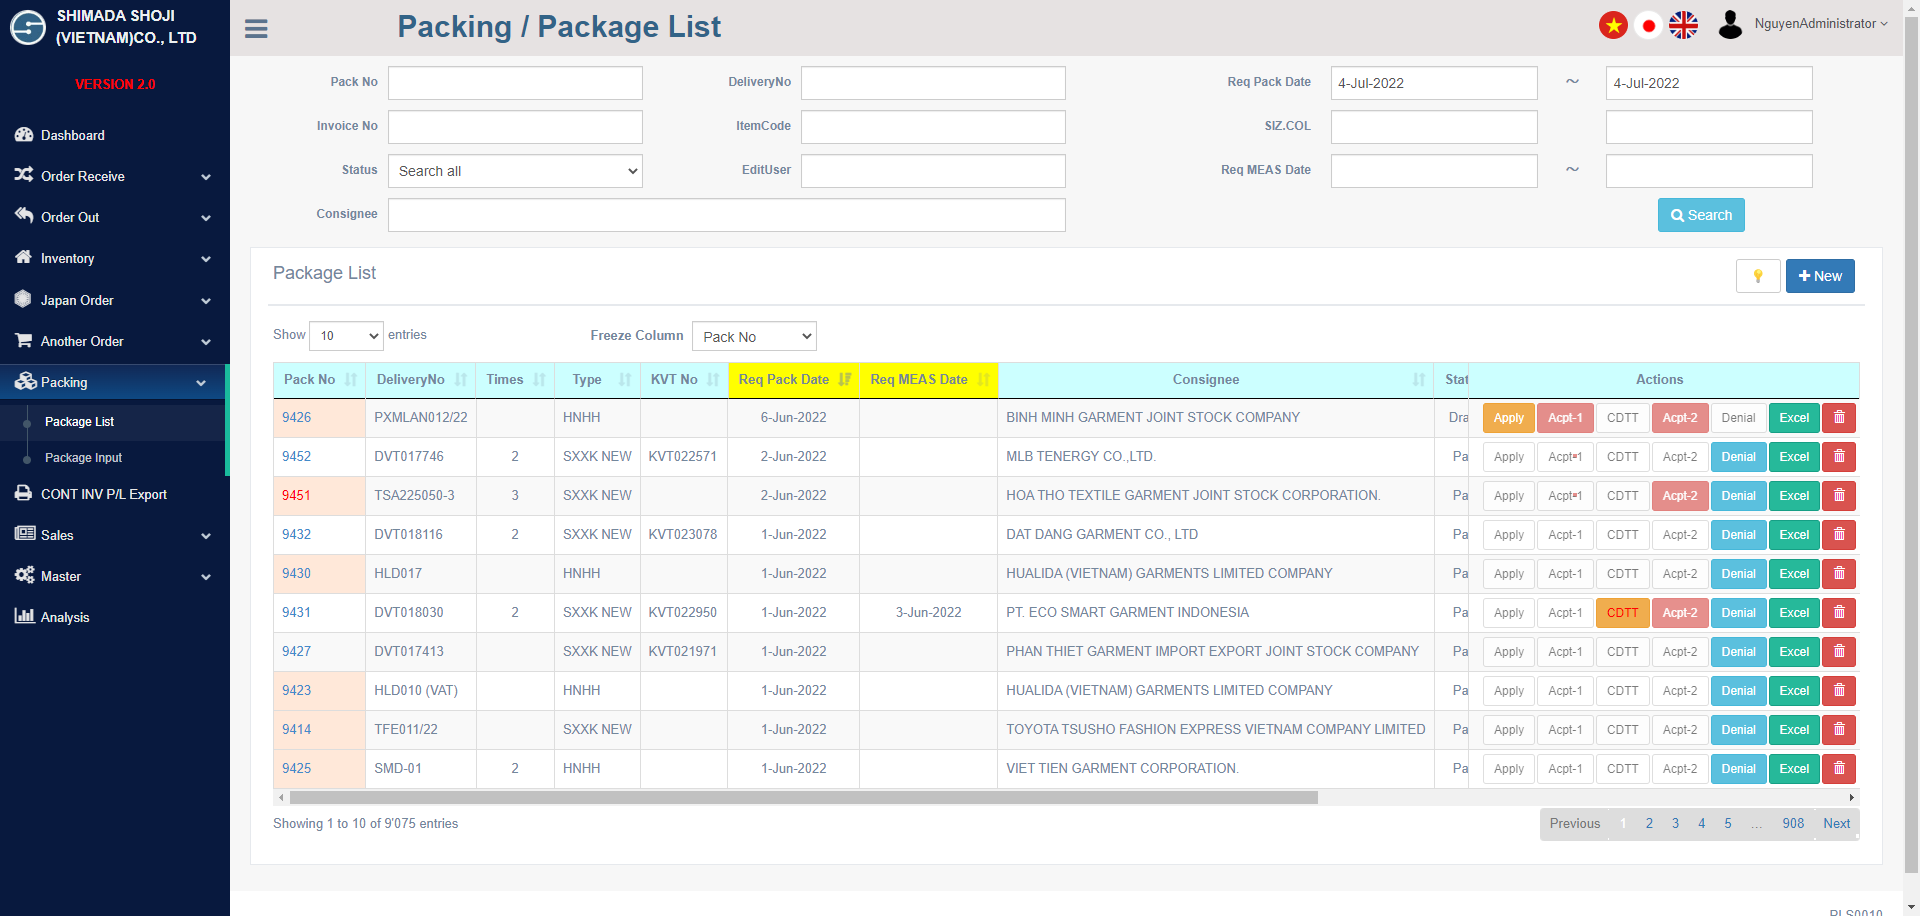 SHIMADA SHOJI
(VIETNAM)CO., LTD
VERSION 2.0
Dashboard
Order Receive
Order Out
Inventory
Japan Order
Another Order
Packing
Package List
Package Input
CONT INV P/L Export
Sales
Master
Analysis
Packing / Package List
NguyenAdministrator
Pack No DeliveryNo Req Pack Date 4-Jul-2022 ~ 4-Jul-2022
Invoice No ItemCode SIZ.COL
Status Search all EditUser Req MEAS Date ~
Consignee Search
Package List
New
Show 10 entries Freeze Column Pack No
Pack No DeliveryNo Times Type KVT No Req Pack Date Req MEAS Date Consignee Stat Actions
9426 PXMLAN012/22 HNHH 6-Jun-2022 BINH MINH GARMENT JOINT STOCK COMPANY Dra Apply Acpt-1 CDTT Acpt-2 Denial Excel
9452 DVT017746 2 SXXK NEW KVT022571 2-Jun-2022 MLB TENERGY CO.,LTD. Pa Apply Acpt-1 CDTT Acpt-2 Denial Excel
9451 TSA225050-3 3 SXXK NEW 2-Jun-2022 HOA THO TEXTILE GARMENT JOINT STOCK CORPORATION. Pa Apply Acpt-1 CDTT Acpt-2 Denial Excel
9432 DVT018116 2 SXXK NEW KVT023078 1-Jun-2022 DAT DANG GARMENT CO., LTD Pa Apply Acpt-1 CDTT Acpt-2 Denial Excel
9430 HLD017 HNHH 1-Jun-2022 HUALIDA (VIETNAM) GARMENTS LIMITED COMPANY Pa Apply Acpt-1 CDTT Acpt-2 Denial Excel
9431 DVT018030 2 SXXK NEW KVT022950 1-Jun-2022 3-Jun-2022 PT. ECO SMART GARMENT INDONESIA Pa Apply Acpt-1 CDTT Acpt-2 Denial Excel
9427 DVT017413 SXXK NEW KVT021971 1-Jun-2022 PHAN THIET GARMENT IMPORT EXPORT JOINT STOCK COMPANY Pa Apply Acpt-1 CDTT Acpt-2 Denial Excel
9423 HLD010 (VAT) HNHH 1-Jun-2022 HUALIDA (VIETNAM) GARMENTS LIMITED COMPANY Pa Apply Acpt-1 CDTT Acpt-2 Denial Excel
9414 TFE011/22 SXXK NEW 1-Jun-2022 TOYOTA TSUSHO FASHION EXPRESS VIETNAM COMPANY LIMITED Pa Apply Acpt-1 CDTT Acpt-2 Denial Excel
9425 SMD-01 2 HNHH 1-Jun-2022 VIET TIEN GARMENT CORPORATION. Pa Apply Acpt-1 CDTT Acpt-2 Denial Excel
Showing 1 to 10 of 9'075 entries
Previous 1 2 3 4 5 … 908 Next
PLS0010